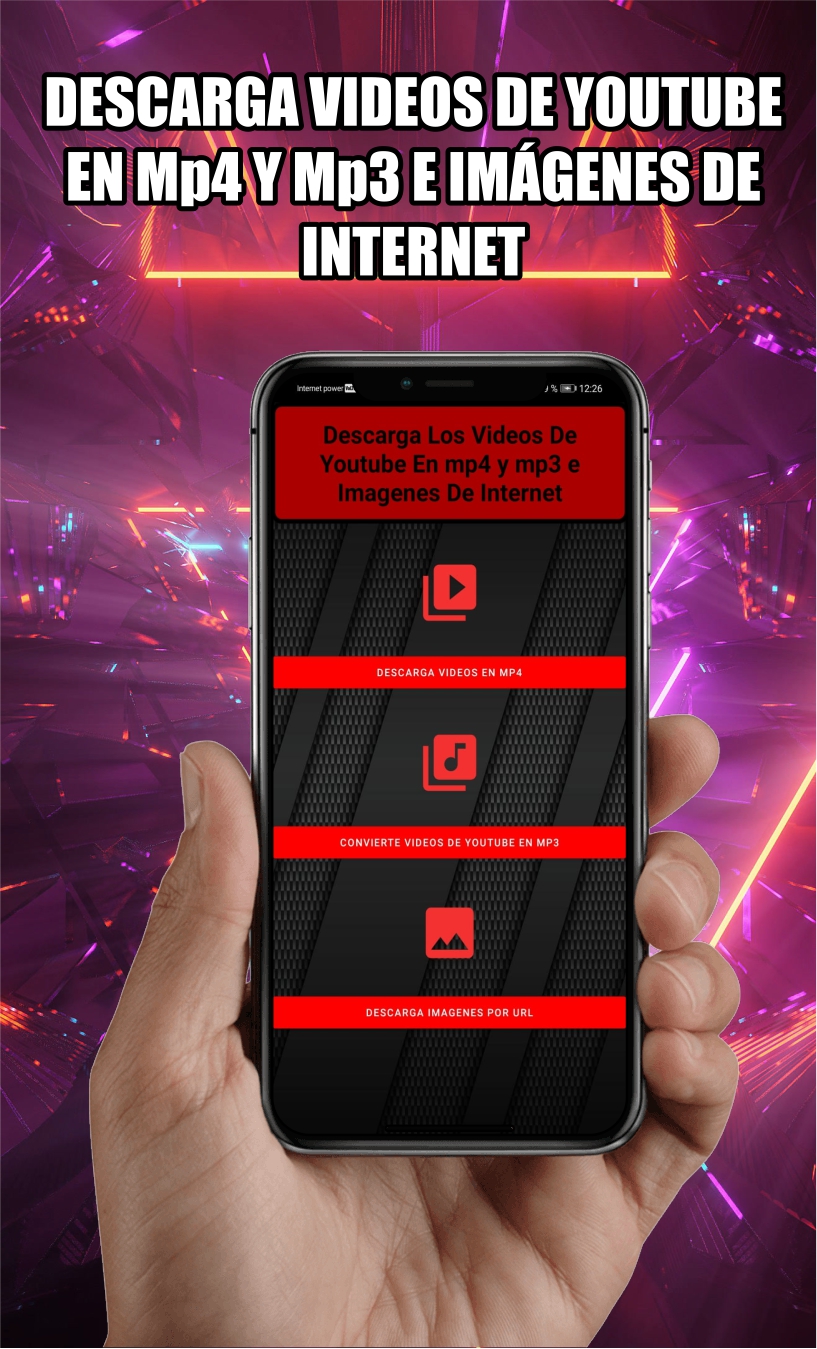 DESCARGA VIDEOS DE YOUTUBE
EN Mp4 Y Mp3 E IMÁGENES DE
INTERNET
Internet power
% 12:26
Descarga Los Videos De
Youtube En mp4 y mp3 e
Imagenes De Internet
DESCARGA VIDEOS EN MP4
CONVIERTE VIDEOS DE YOUTUBE EN MP3
DESCARGA IMAGENES POR URL